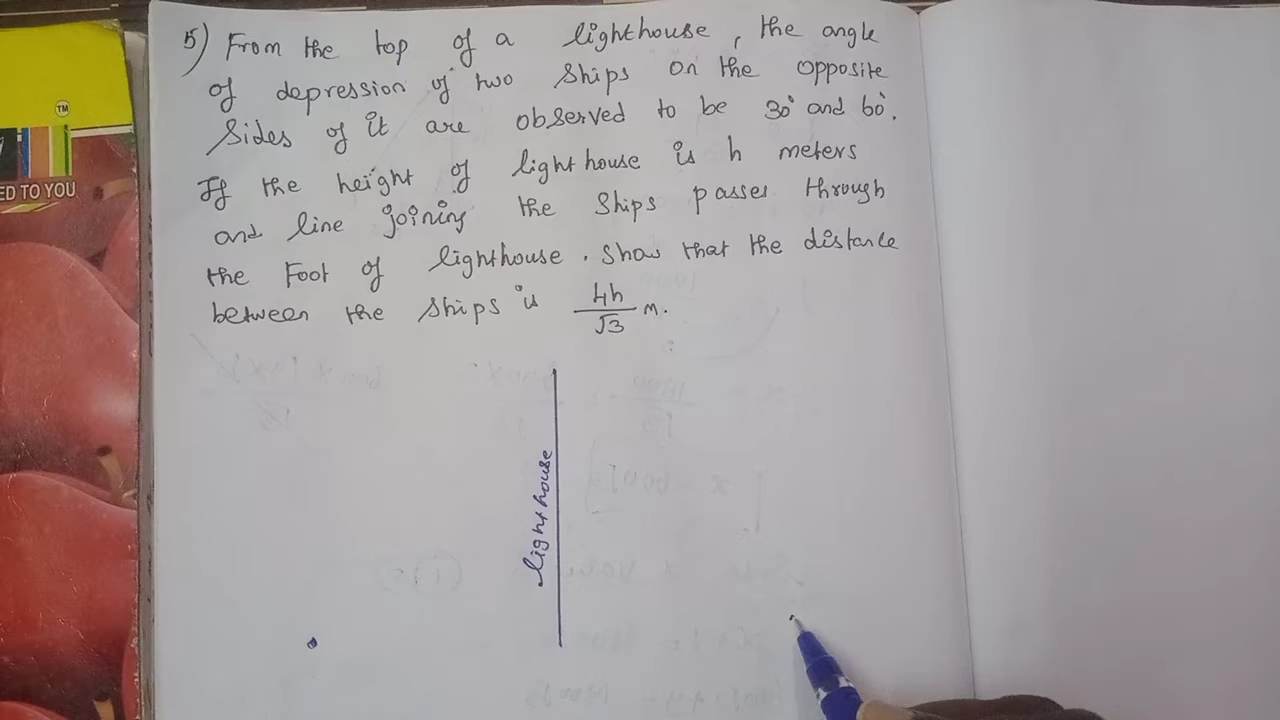 5) From the top of a lighthouse, the angle
of depression of two ships on the opposite
sides of it are observed to be 30° and 60°.
If the height of light house is h meters
and line joining the ships passes through
the foot of lighthouse. Show that the distance
between the ships is 4h/√3 m.
lighthouse
TM
ED TO YOU